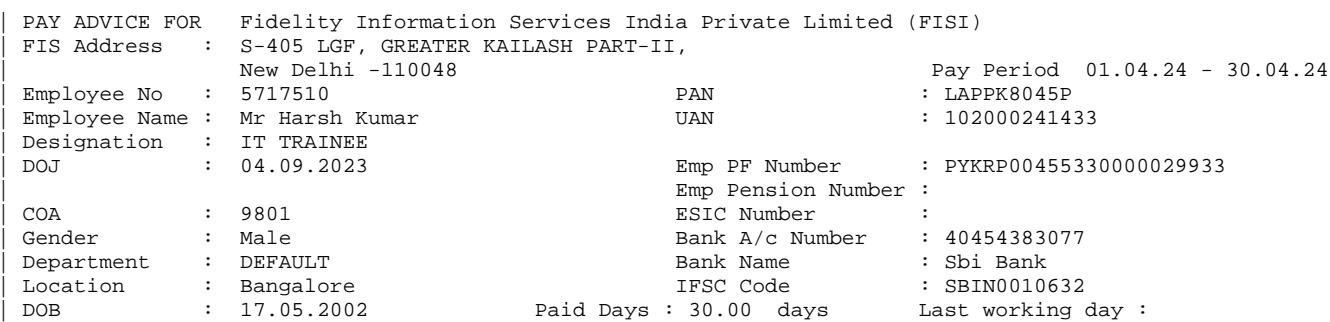 | PAY ADVICE FOR   Fidelity Information Services India Private Limited (FISI)
| FIS Address   :  S-405 LGF, GREATER KAILASH PART-II,
|                  New Delhi -110048                                      Pay Period  01.04.24 - 30.04.24
| Employee No   :  5717510                             PAN                : LAPPK8045P
| Employee Name :  Mr Harsh Kumar                      UAN                : 102000241433
| Designation   :  IT TRAINEE
| DOJ           :  04.09.2023                          Emp PF Number      : PYKRP00455330000029933
|                                                      Emp Pension Number :
| COA           :  9801                                ESIC Number        :
| Gender        :  Male                                Bank A/c Number    : 40454383077
| Department    :  DEFAULT                             Bank Name          : Sbi Bank
| Location      :  Bangalore                           IFSC Code          : SBIN0010632
| DOB           :  17.05.2002             Paid Days : 30.00  days      Last working day :